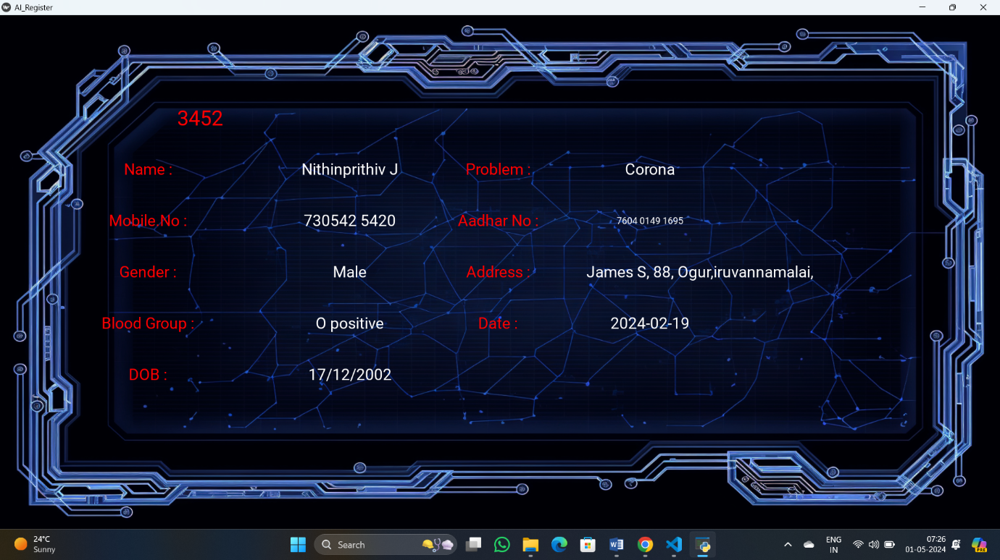 AI_Register
3452
Name : Nithinprithiv J Problem : Corona
Mobile.No : 730542 5420 Aadhar No : 7604 0149 1695
Gender : Male Address : James S, 88, Ogur,iruvannamalai,
Blood Group : O positive Date : 2024-02-19
DOB : 17/12/2002
24°C
Sunny
Search
ENG
IN
07:26
01-05-2024
PRE